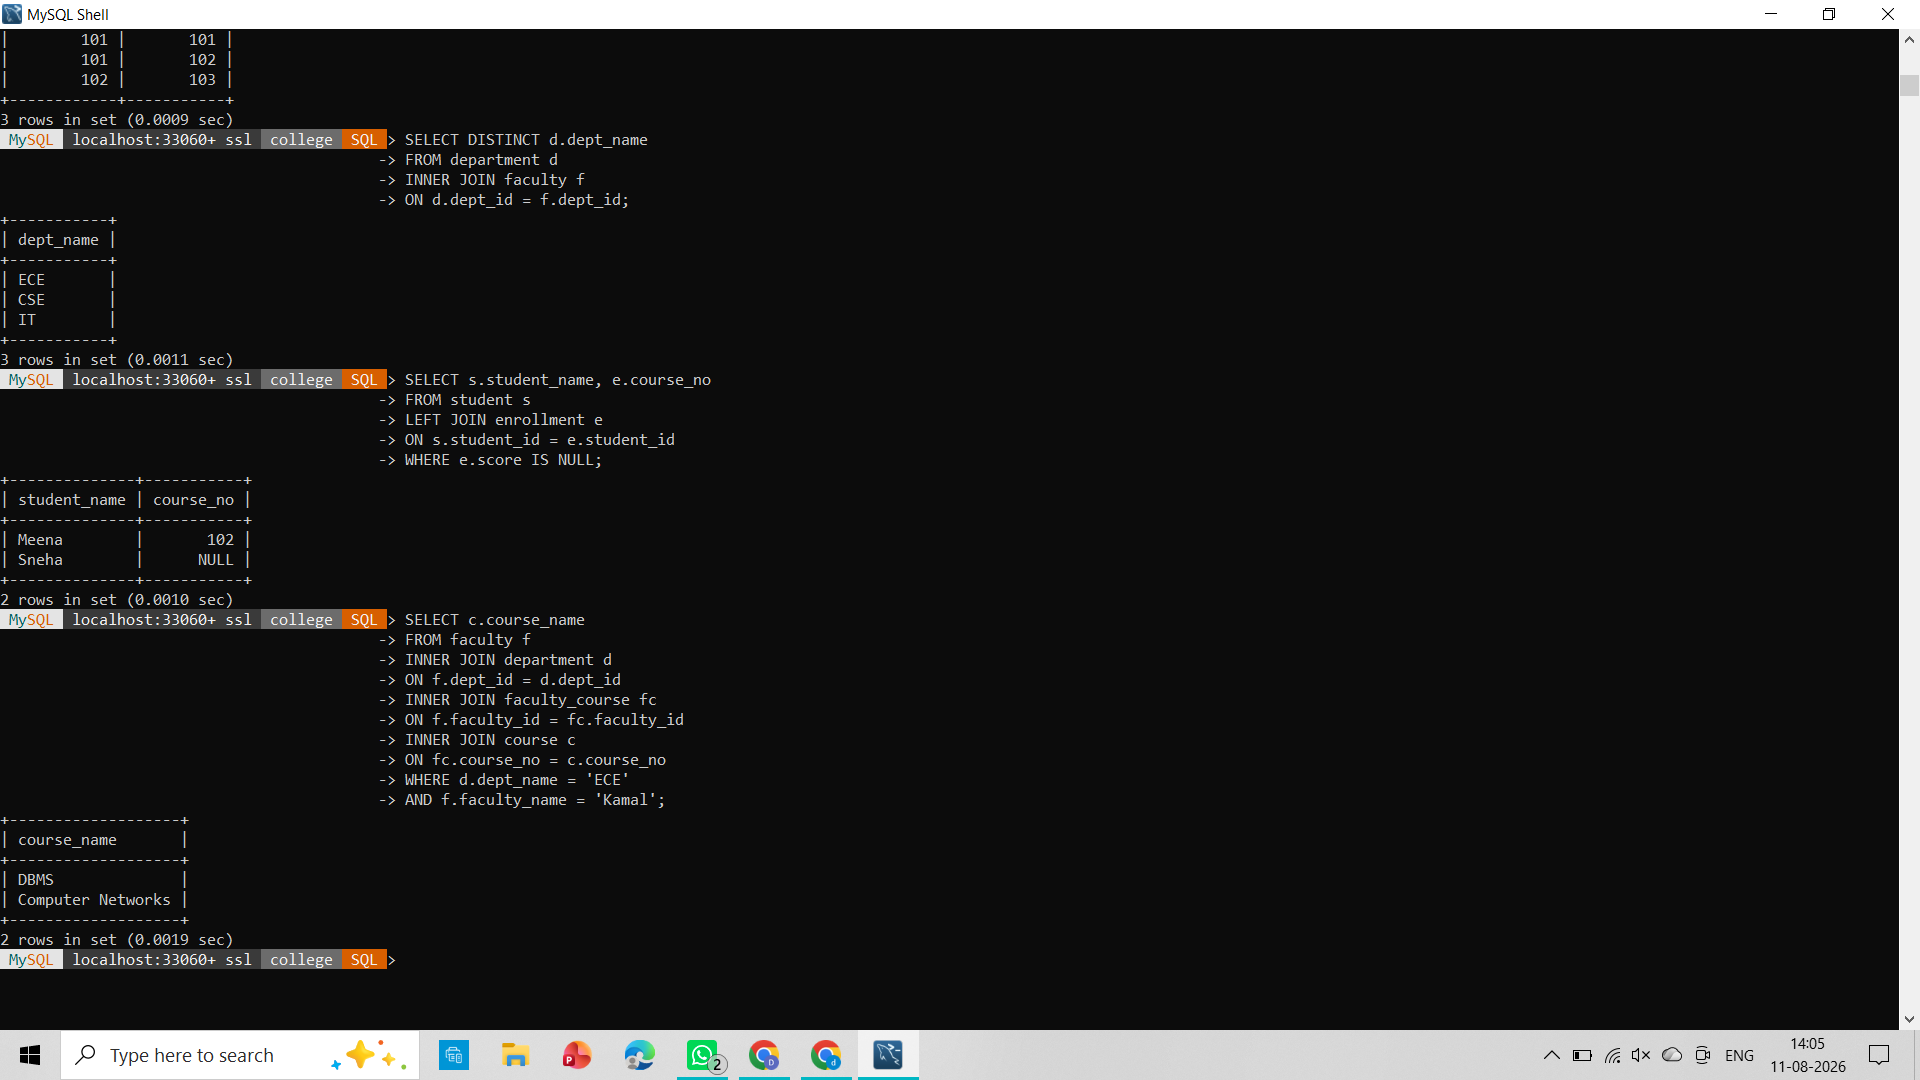 MySQL Shell
|        101 |       101 |
|        101 |       102 |
|        102 |       103 |
+------------+-----------+
3 rows in set (0.0009 sec)
MySQL localhost:33060+ ssl college SQL > SELECT DISTINCT d.dept_name
-> FROM department d
-> INNER JOIN faculty f
-> ON d.dept_id = f.dept_id;
+-----------+
| dept_name |
+-----------+
| ECE       |
| CSE       |
| IT        |
+-----------+
3 rows in set (0.0011 sec)
MySQL localhost:33060+ ssl college SQL > SELECT s.student_name, e.course_no
-> FROM student s
-> LEFT JOIN enrollment e
-> ON s.student_id = e.student_id
-> WHERE e.score IS NULL;
+--------------+-----------+
| student_name | course_no |
+--------------+-----------+
| Meena        |       102 |
| Sneha        |      NULL |
+--------------+-----------+
2 rows in set (0.0010 sec)
MySQL localhost:33060+ ssl college SQL > SELECT c.course_name
-> FROM faculty f
-> INNER JOIN department d
-> ON f.dept_id = d.dept_id
-> INNER JOIN faculty_course fc
-> ON f.faculty_id = fc.faculty_id
-> INNER JOIN course c
-> ON fc.course_no = c.course_no
-> WHERE d.dept_name = 'ECE'
-> AND f.faculty_name = 'Kamal';
+-------------------+
| course_name       |
+-------------------+
| DBMS              |
| Computer Networks |
+-------------------+
2 rows in set (0.0019 sec)
MySQL localhost:33060+ ssl college SQL >
Type here to search
2
ENG
14:05
11-08-2026